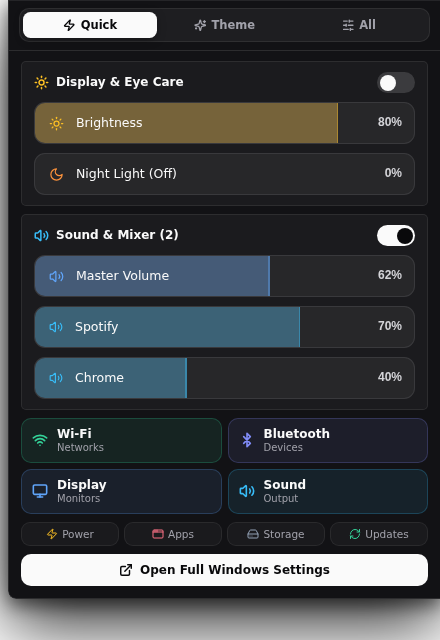 Quick
Theme
All
Display & Eye Care
Brightness 80%
Night Light (Off) 0%
Sound & Mixer (2)
Master Volume 62%
Spotify 70%
Chrome 40%
Wi-Fi
Networks
Bluetooth
Devices
Display
Monitors
Sound
Output
Power
Apps
Storage
Updates
Open Full Windows Settings